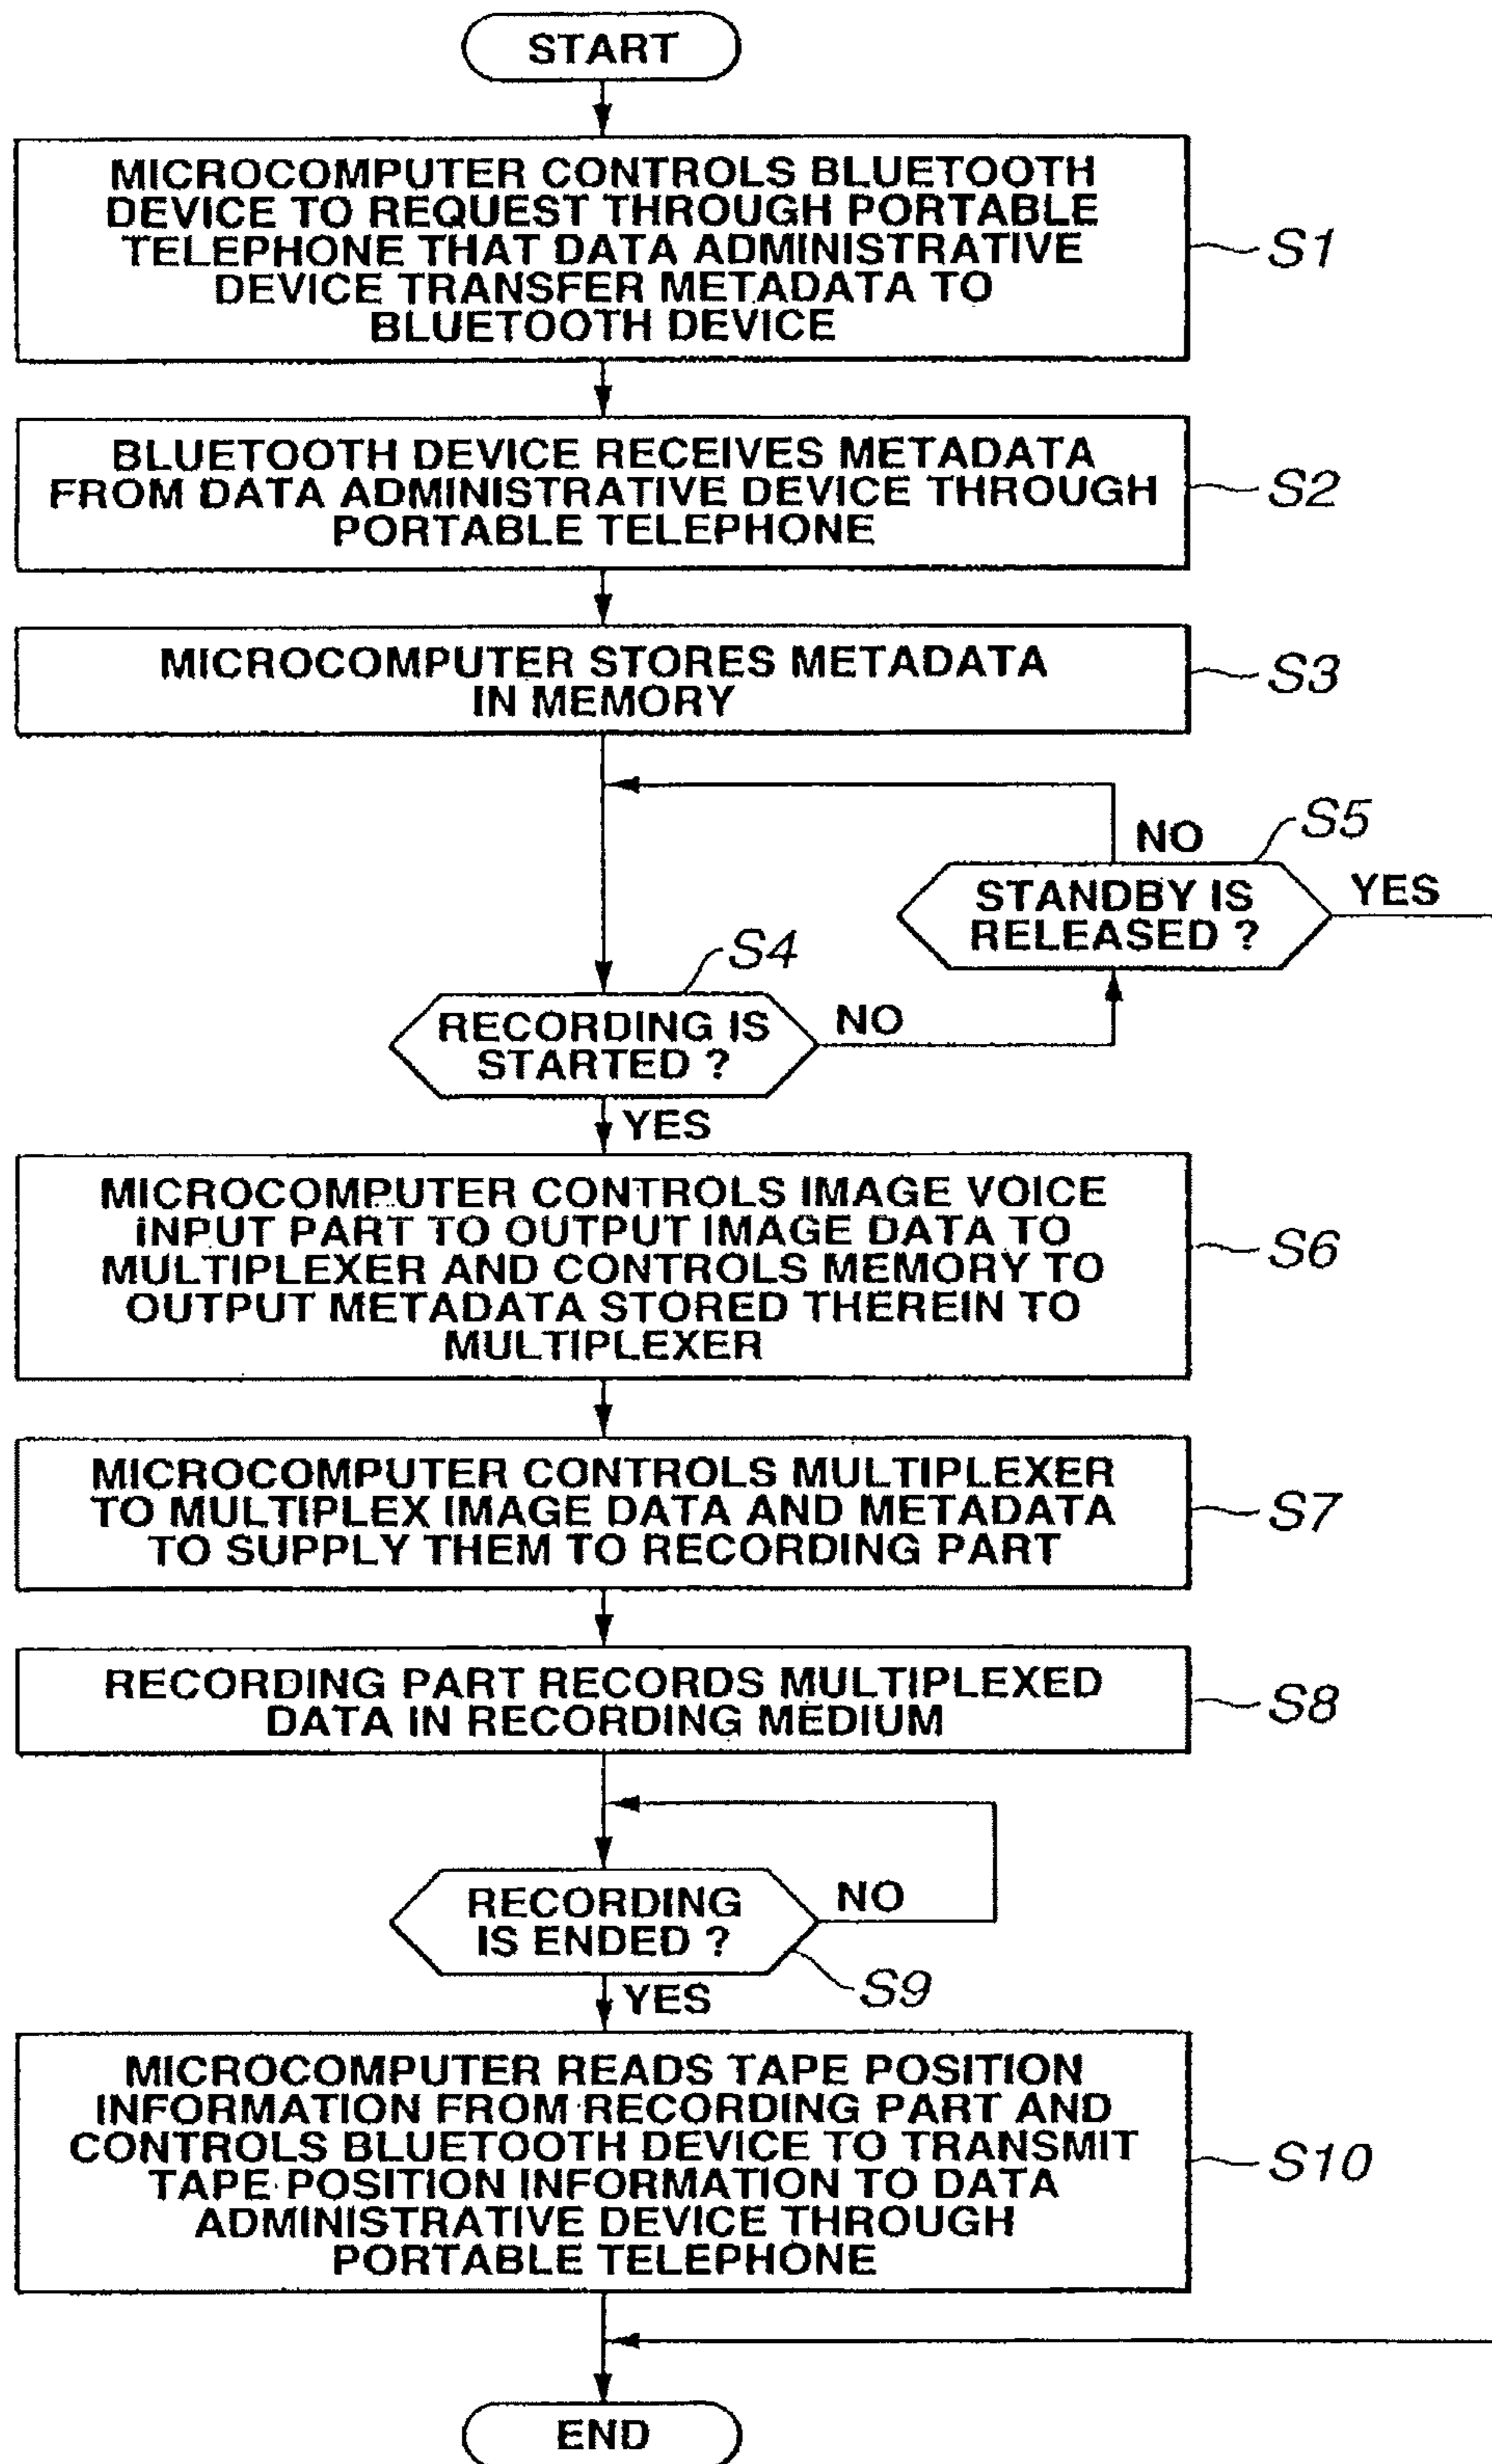 START
MICROCOMPUTER CONTROLS BLUETOOTH
DEVICE TO REQUEST THROUGH PORTABLE
TELEPHONE THAT DATA ADMINISTRATIVE
DEVICE TRANSFER METADATA TO
BLUETOOTH DEVICE
S1
BLUETOOTH DEVICE RECEIVES METADATA
FROM DATA ADMINISTRATIVE DEVICE THROUGH
PORTABLE TELEPHONE
S2
MICROCOMPUTER STORES METADATA
IN MEMORY
S3
S5
NO
STANDBY IS
RELEASED ?
YES
S4
RECORDING IS
STARTED ?
NO
YES
MICROCOMPUTER CONTROLS IMAGE VOICE
INPUT PART TO OUTPUT IMAGE DATA TO
MULTIPLEXER AND CONTROLS MEMORY TO
OUTPUT METADATA STORED THEREIN TO
MULTIPLEXER
S6
MICROCOMPUTER CONTROLS MULTIPLEXER
TO MULTIPLEX IMAGE DATA AND METADATA
TO SUPPLY THEM TO RECORDING PART
S7
RECORDING PART RECORDS MULTIPLEXED
DATA IN RECORDING MEDIUM
S8
RECORDING
IS ENDED ?
NO
S9
YES
MICROCOMPUTER READS TAPE POSITION
INFORMATION FROM RECORDING PART AND
CONTROLS BLUETOOTH DEVICE TO TRANSMIT
TAPE POSITION INFORMATION TO DATA
ADMINISTRATIVE DEVICE THROUGH
PORTABLE TELEPHONE
S10
END